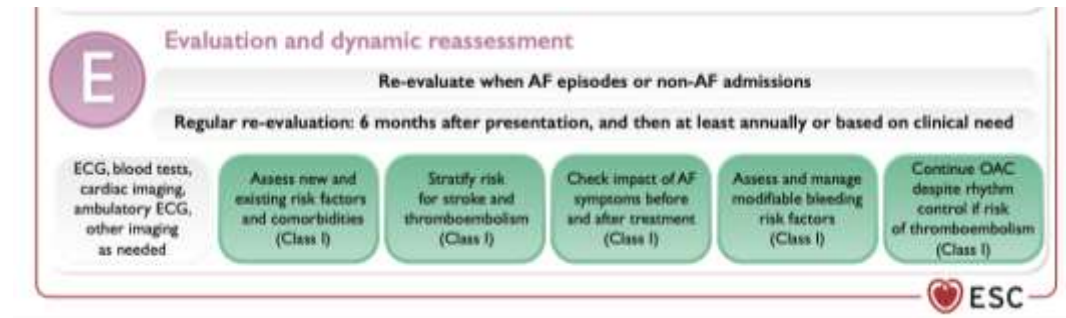 E
Evaluation and dynamic reassessment
Re-evaluate when AF episodes or non-AF admissions
Regular re-evaluation: 6 months after presentation, and then at least annually or based on clinical need
ECG, blood tests,
cardiac imaging,
ambulatory ECG,
other imaging
as needed
Assess new and
existing risk factors
and comorbidities
(Class I)
Stratify risk
for stroke and
thromboembolism
(Class I)
Check impact of AF
symptoms before
and after treatment
(Class I)
Assess and manage
modifiable bleeding
risk factors
(Class I)
Continue OAC
despite rhythm
control if risk
of thromboembolism
(Class I)
ESC